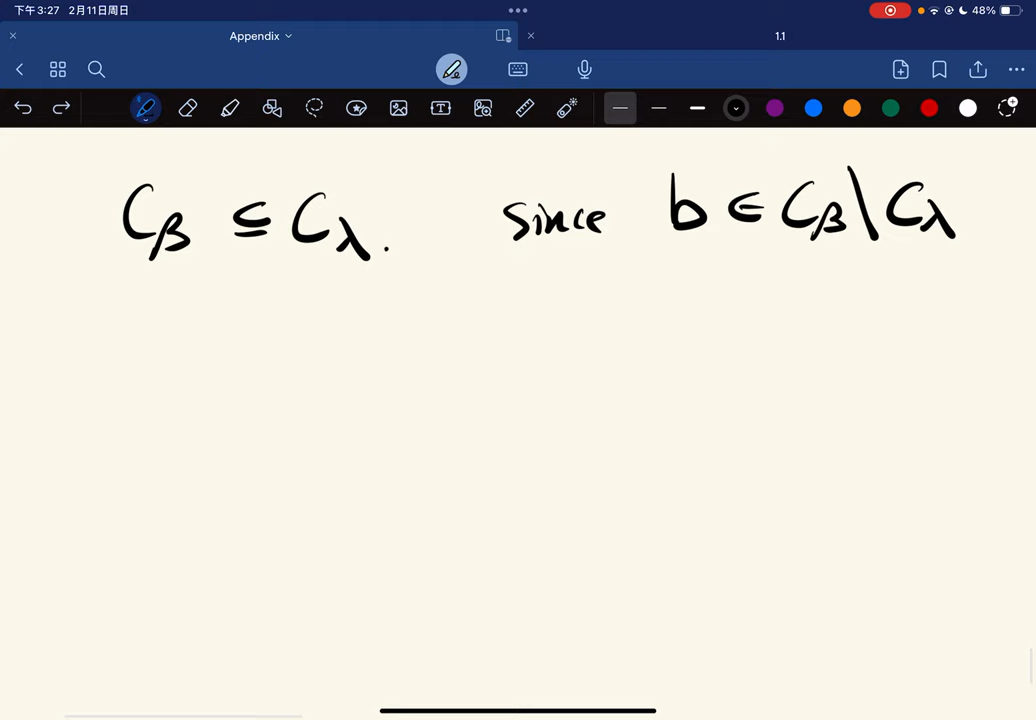 下午3:27 2月11日周日 48%
Appendix 1.1
C_β ⊆ C_λ. since b ∈ C_β \ C_λ